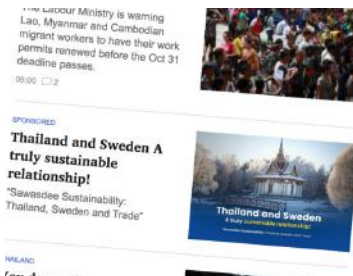 The Labour Ministry is warning
Lao, Myanmar and Cambodian
migrant workers to have their work
permits renewed before the Oct 31
deadline passes.
06:00 2
SPONSORED
Thailand and Sweden A
truly sustainable
relationship!
"Sawasdee Sustainability:
Thailand, Sweden and Trade"
Thailand and Sweden
A truly sustainable relationship!
THAILAND